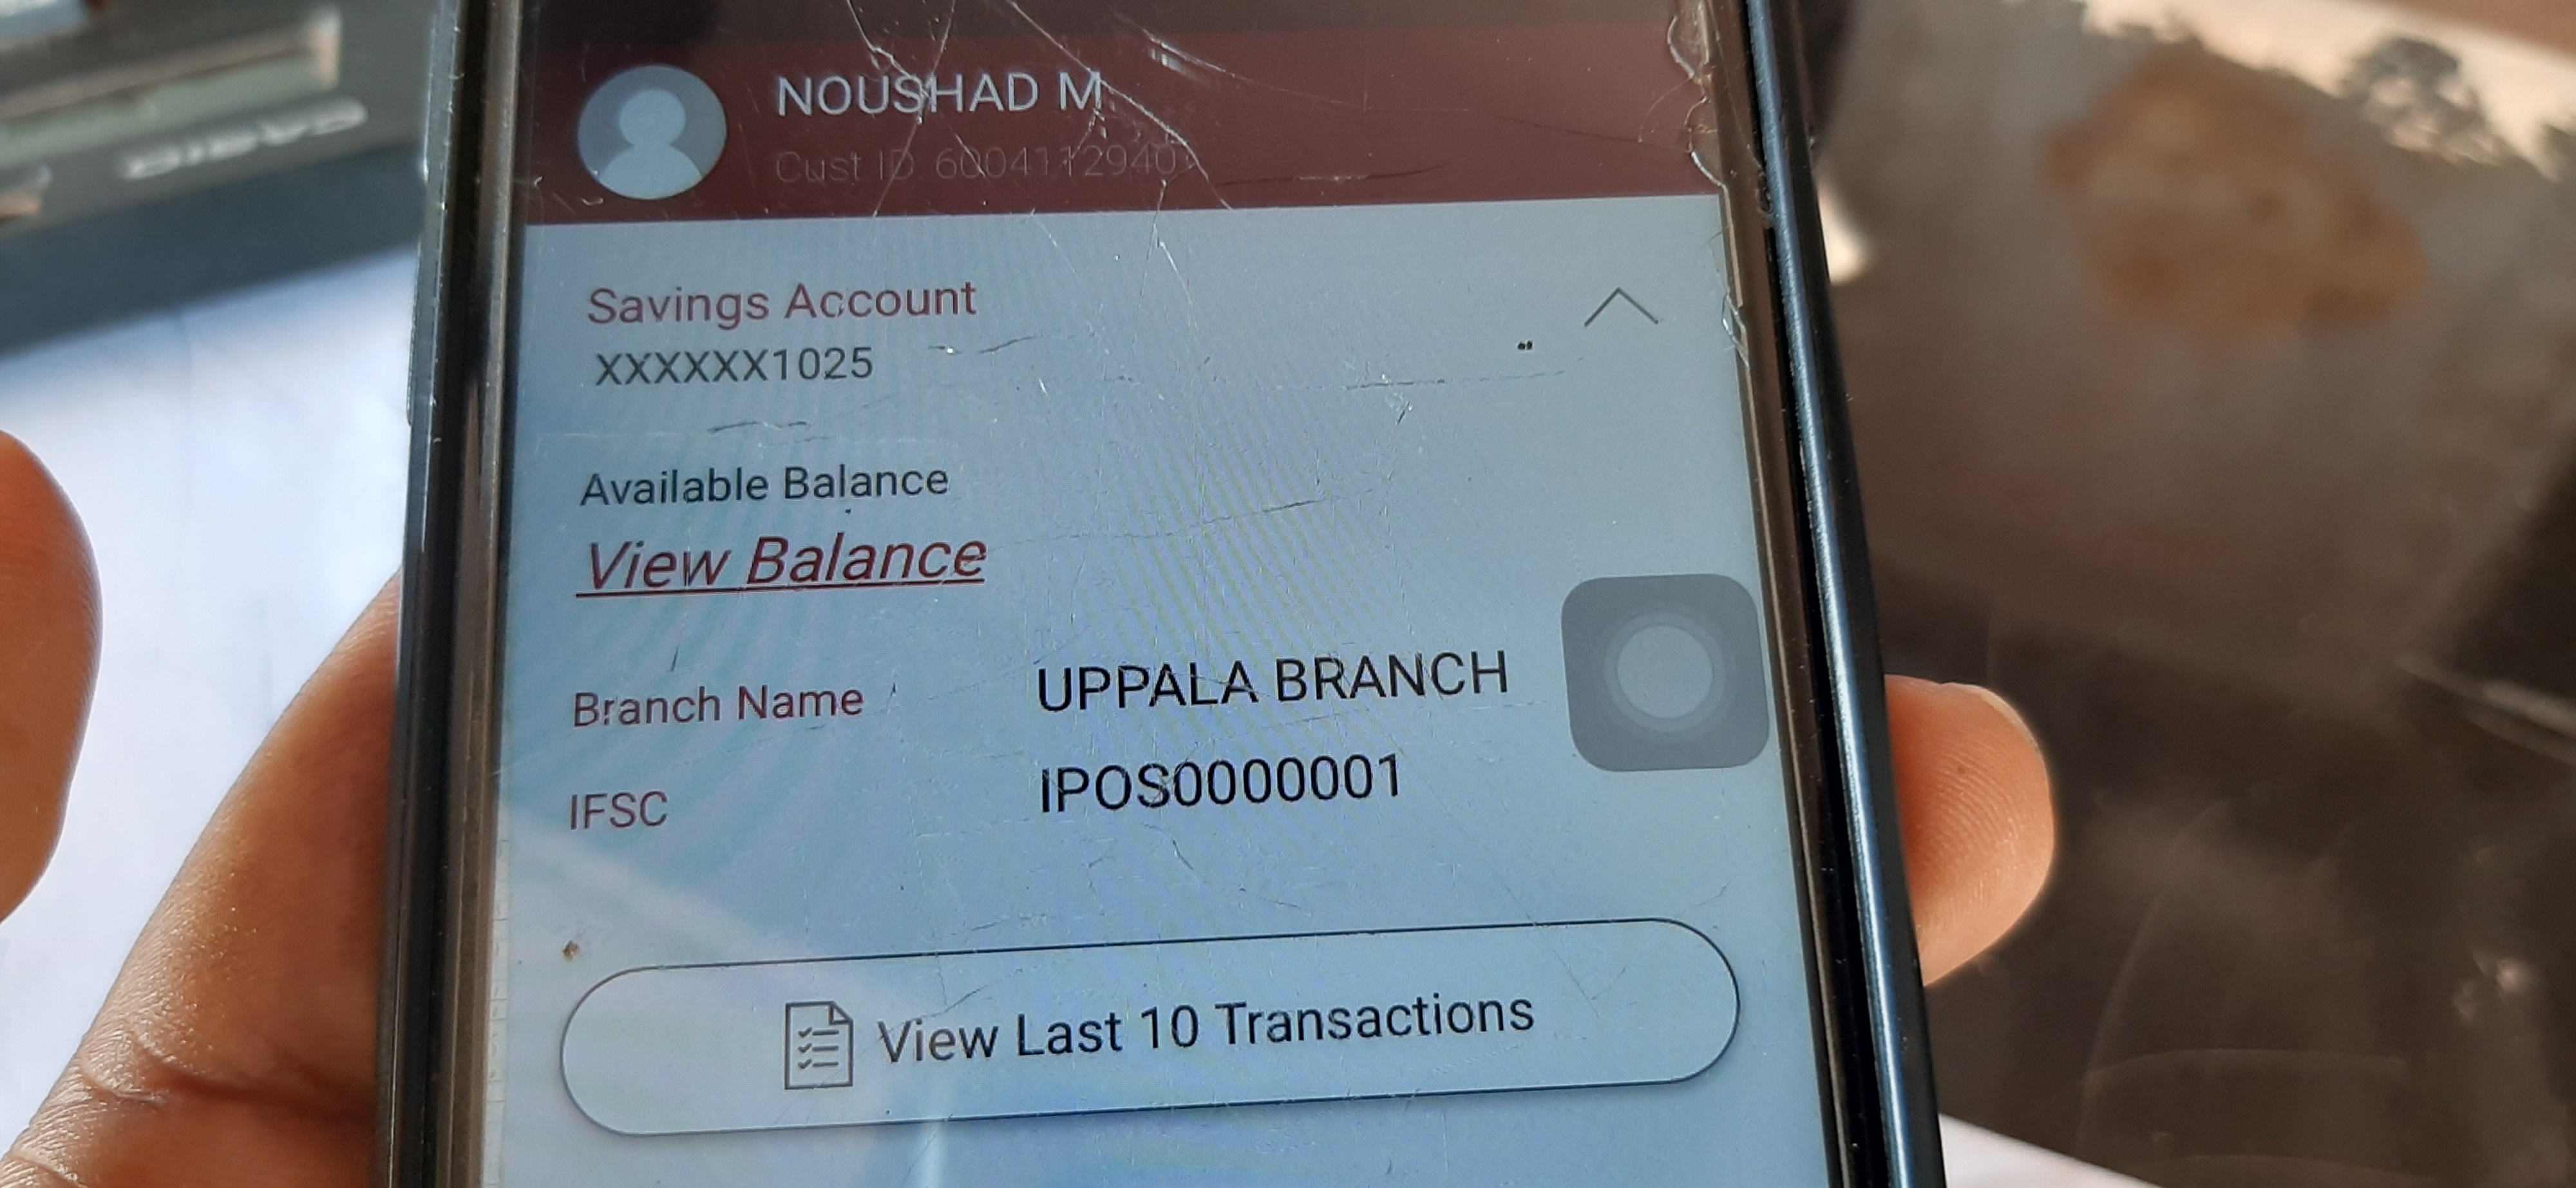 CASIO
NOUSHAD M
Cust ID 6004112940
Savings Account
XXXXXX1025
Available Balance
View Balance
Branch Name UPPALA BRANCH
IFSC IPOS0000001
View Last 10 Transactions